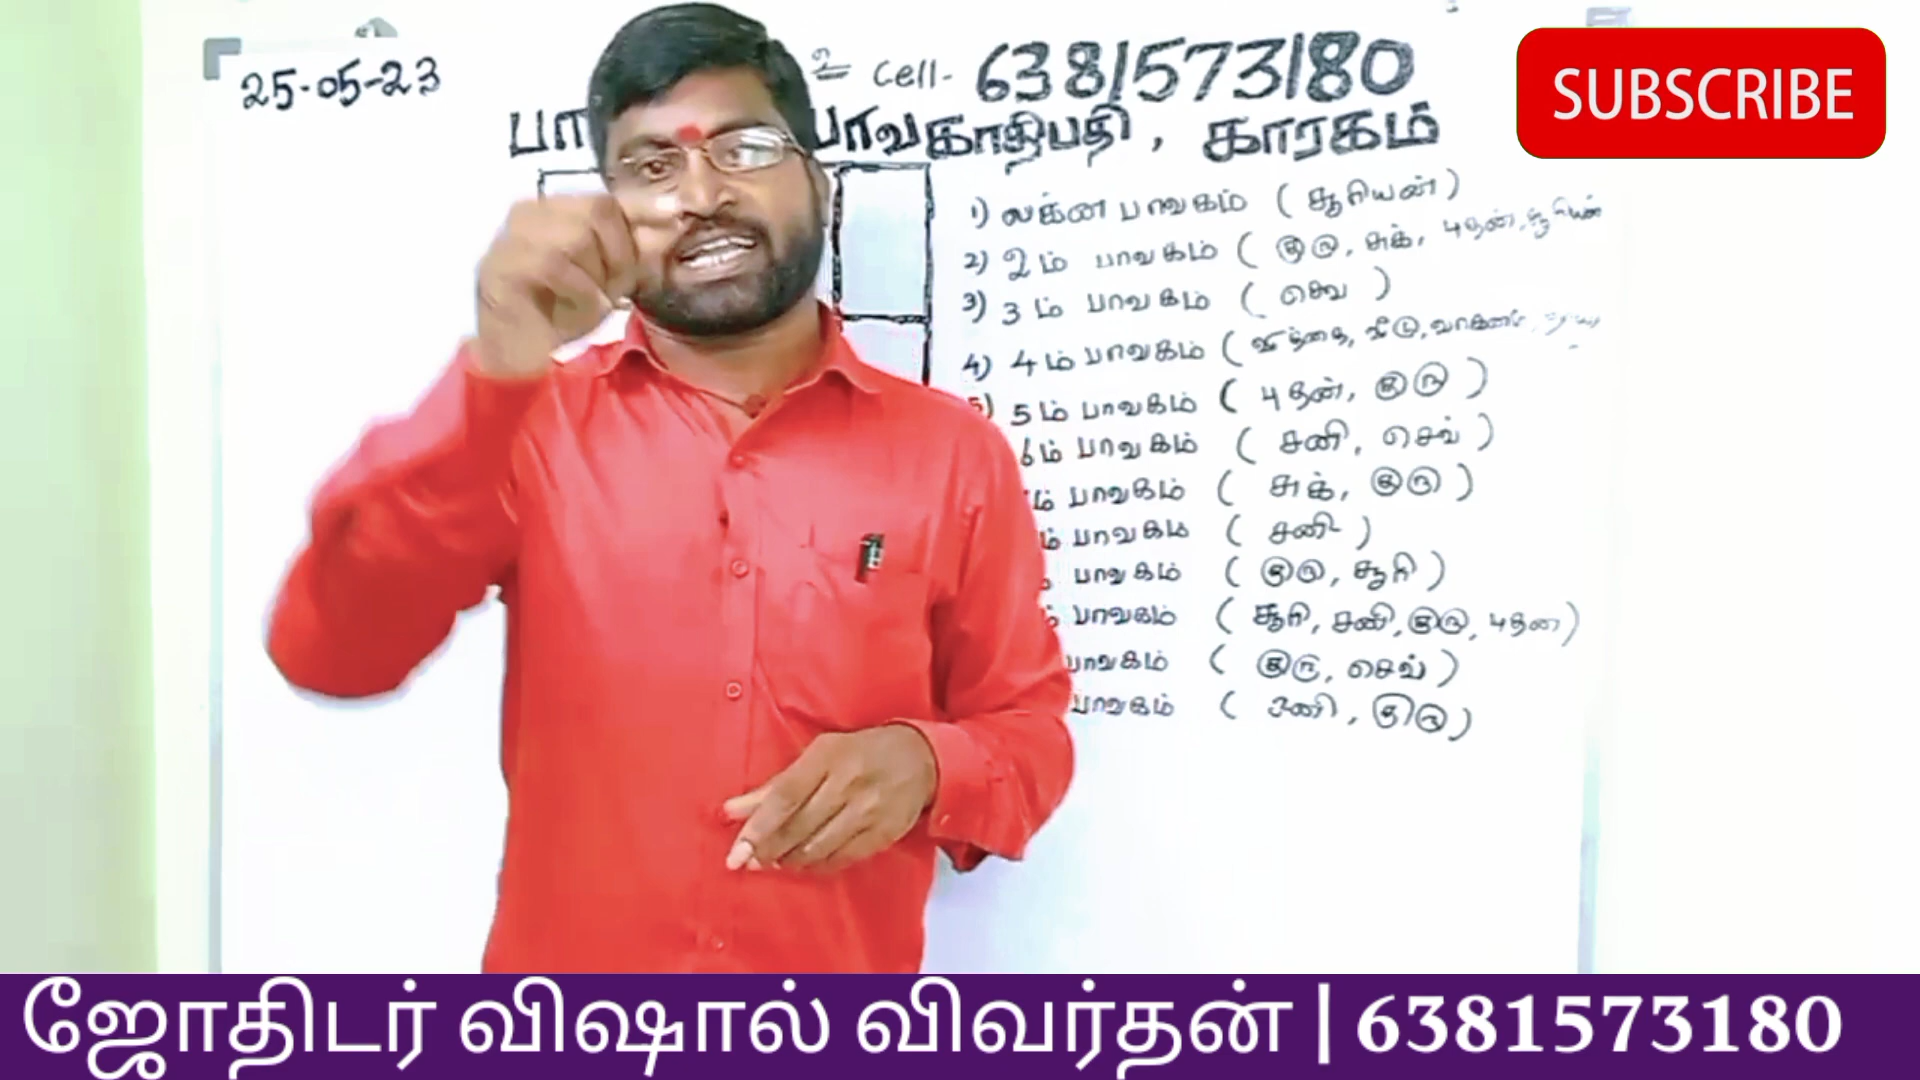 25-05-23
Cell- 6381573180
SUBSCRIBE
பாவகாதிபதி, காரகம்
1) லக்ன பாவகம் (சூரியன்)
2) 2ம் பாவகம் (குரு, சுக், புதன், சூரியன்
3) 3ம் பாவகம் (செவ்)
4) 4ம் பாவகம் (வித்தை, வீடு, வாகனம்,
5) 5ம் பாவகம் (புதன், குரு)
6ம் பாவகம் (சனி, செவ்)
ம் பாவகம் (சுக், குரு)
ம் பாவகம் (சனி)
பாவகம் (குரு, சூரி)
ம் பாவகம் (சூரி, சனி, குரு, புதன்)
பாவகம் (குரு, செவ்)
பாவகம் (சனி, குரு)
ஜோதிடர் விஷால் விவர்தன் | 6381573180